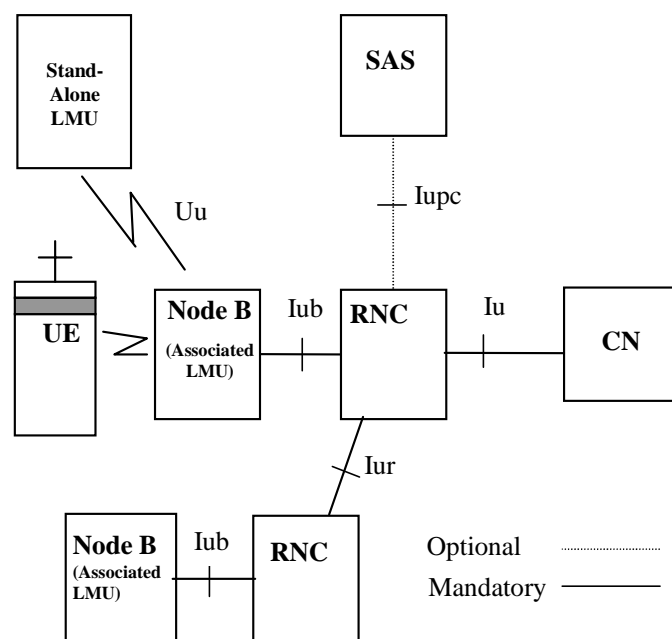 Stand-
Alone
LMU
SAS
Uu
Iupc
UE
Node B
(Associated
LMU)
Iub
RNC
Iu
CN
Iur
Node B
(Associated
LMU)
Iub
RNC
Optional
Mandatory